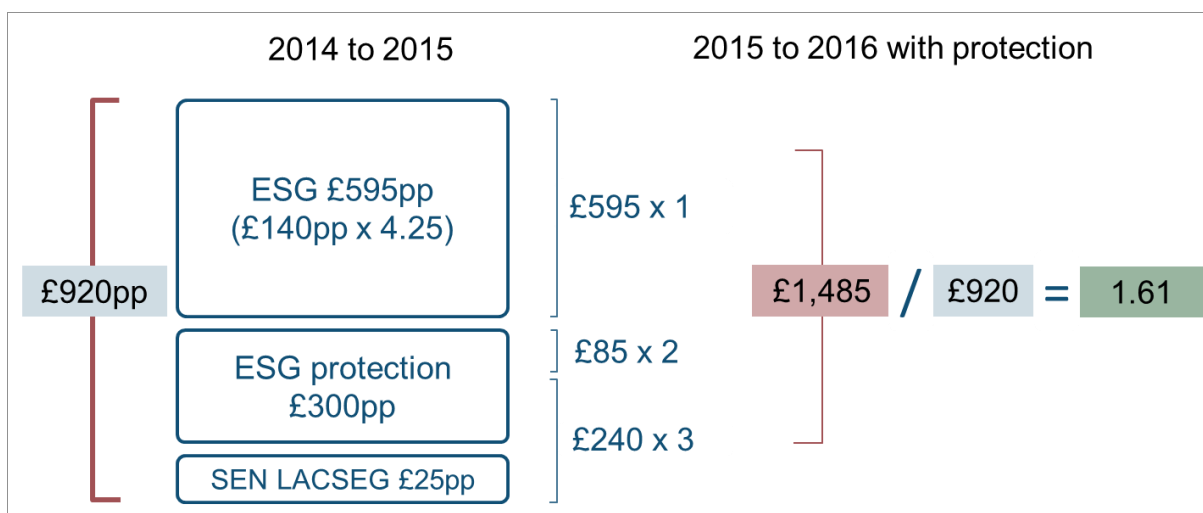 2014 to 2015
2015 to 2016 with protection
£920pp
ESG £595pp
(£140pp x 4.25)
ESG protection
£300pp
SEN LACSEG £25pp
£595 x 1
£85 x 2
£240 x 3
£1,485 / £920 = 1.61